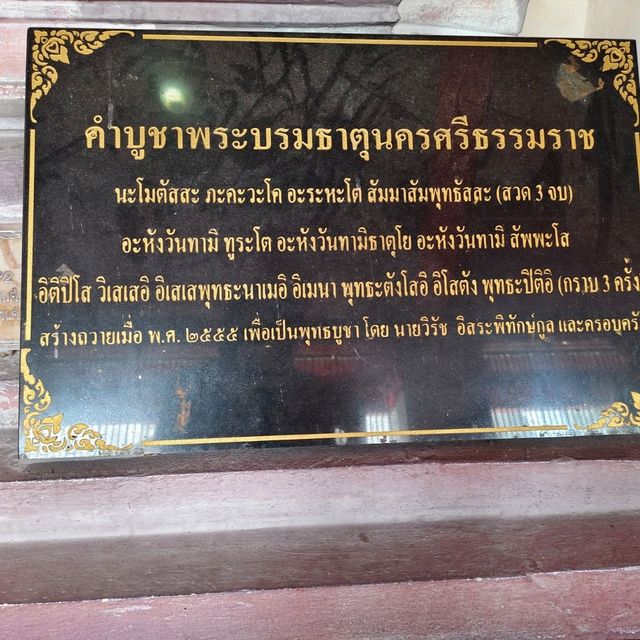 คำบูชาพระบรมธาตุนครศรีธรรมราช
นะโมตัสสะ ภะคะวะโค อะระหะโต สัมมาสัมพุทธัสสะ (สวด 3 จบ)
อะหังวันทามิ ทูระโต อะหังวันทามิธาตุโย อะหังวันทามิ สัพพะโส
อิติปิโส วิเสเสอิ อิเสเสพุทธะนาเมอิ อิเมนา พุทธะตังโสอิ อิโสตัง พุทธะปิติอิ (กราบ 3 ครั้ง
สร้างถวายเมื่อ พ.ศ. ๒๕๕๕ เพื่อเป็นพุทธบูชา โดย นายวิรัช อิสระพิทักษ์กูล และครอบครั